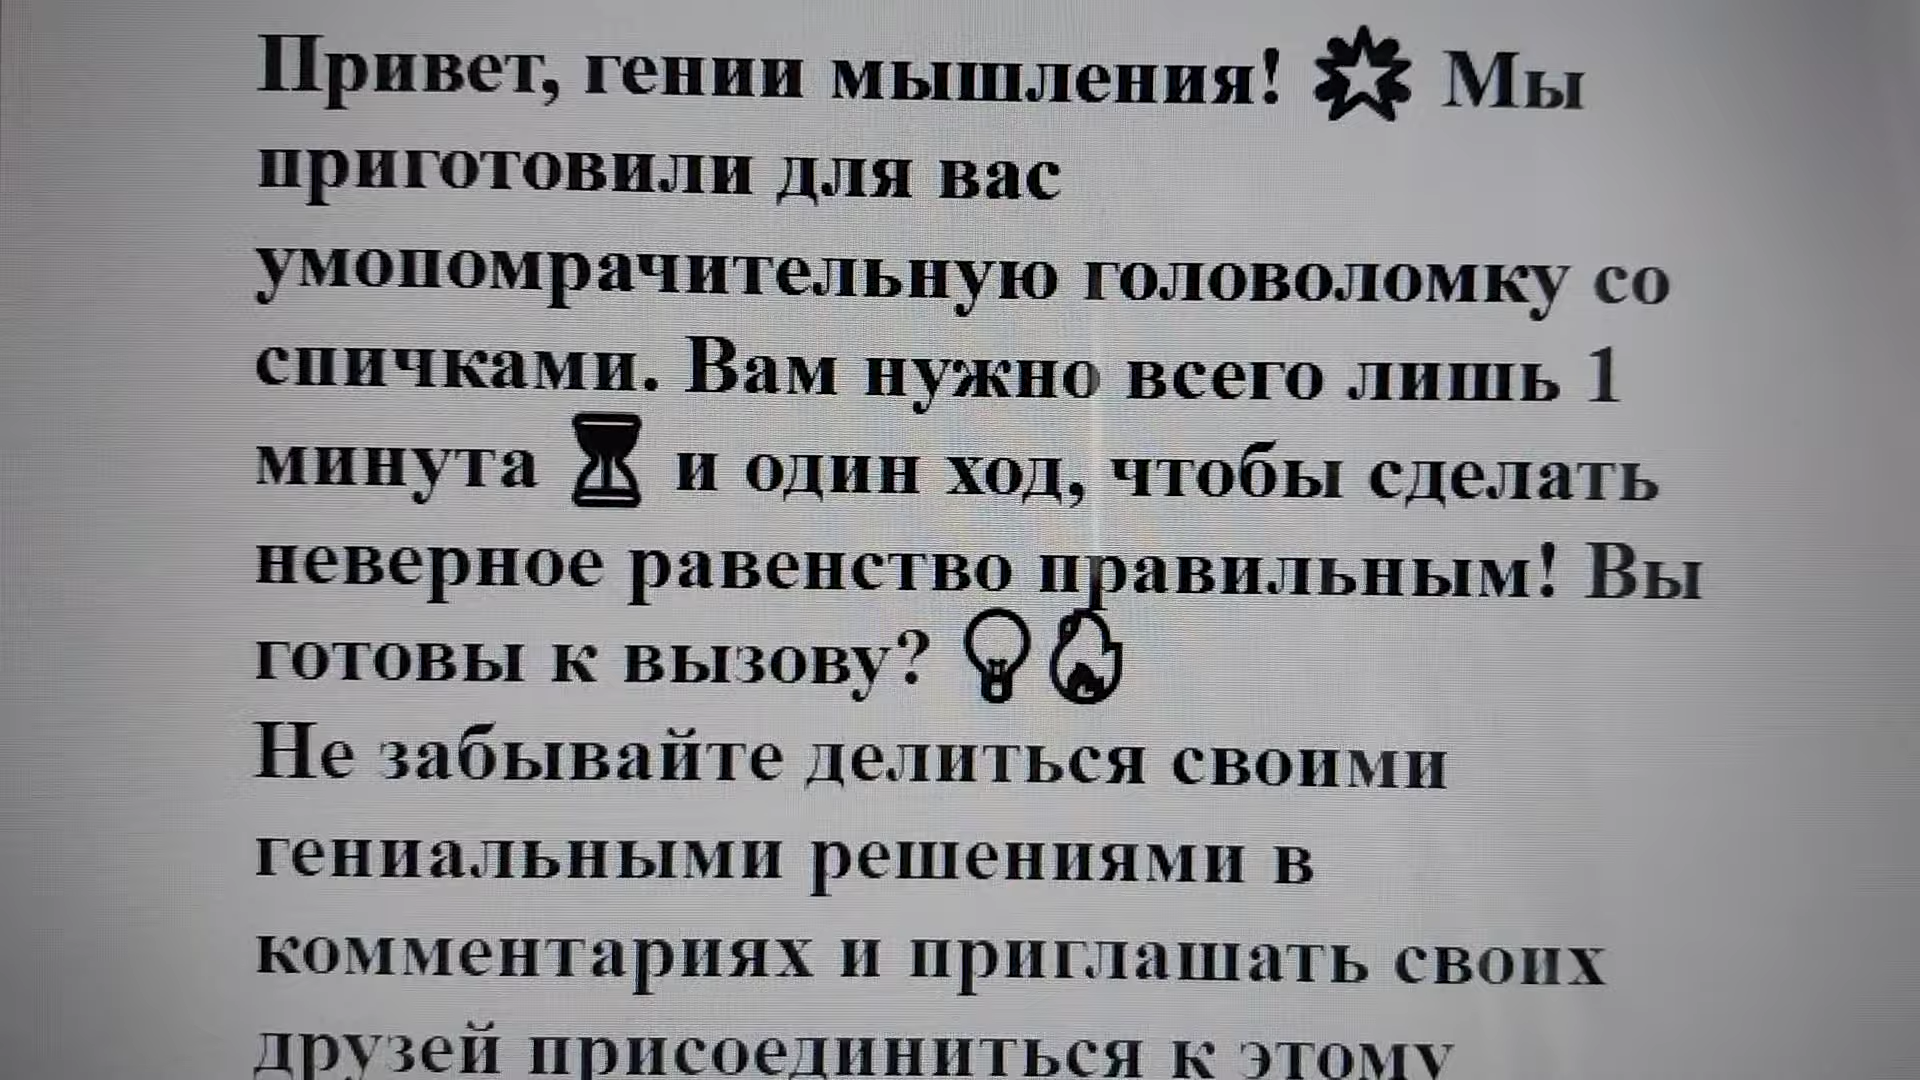 Привет, гении мышления! Мы
приготовили для вас
умопомрачительную головоломку со
спичками. Вам нужно всего лишь 1
минута ⌛ и один ход, чтобы сделать
неверное равенство правильным! Вы
готовы к вызову? 💡🔥
Не забывайте делиться своими
гениальными решениями в
комментариях и приглашать своих
друзей присоединиться к этому